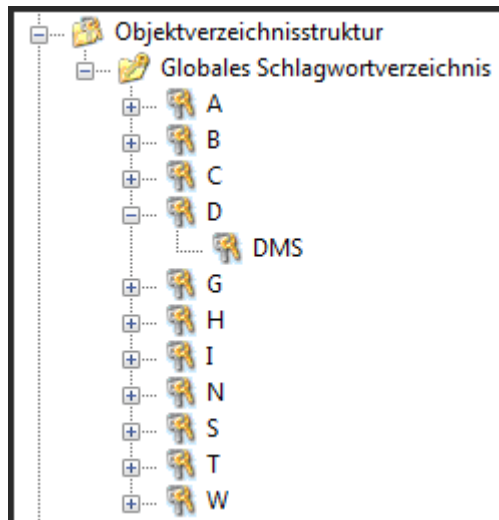 Objektverzeichnisstruktur
Globales Schlagwortverzeichnis
A
B
C
D
DMS
G
H
I
N
S
T
W